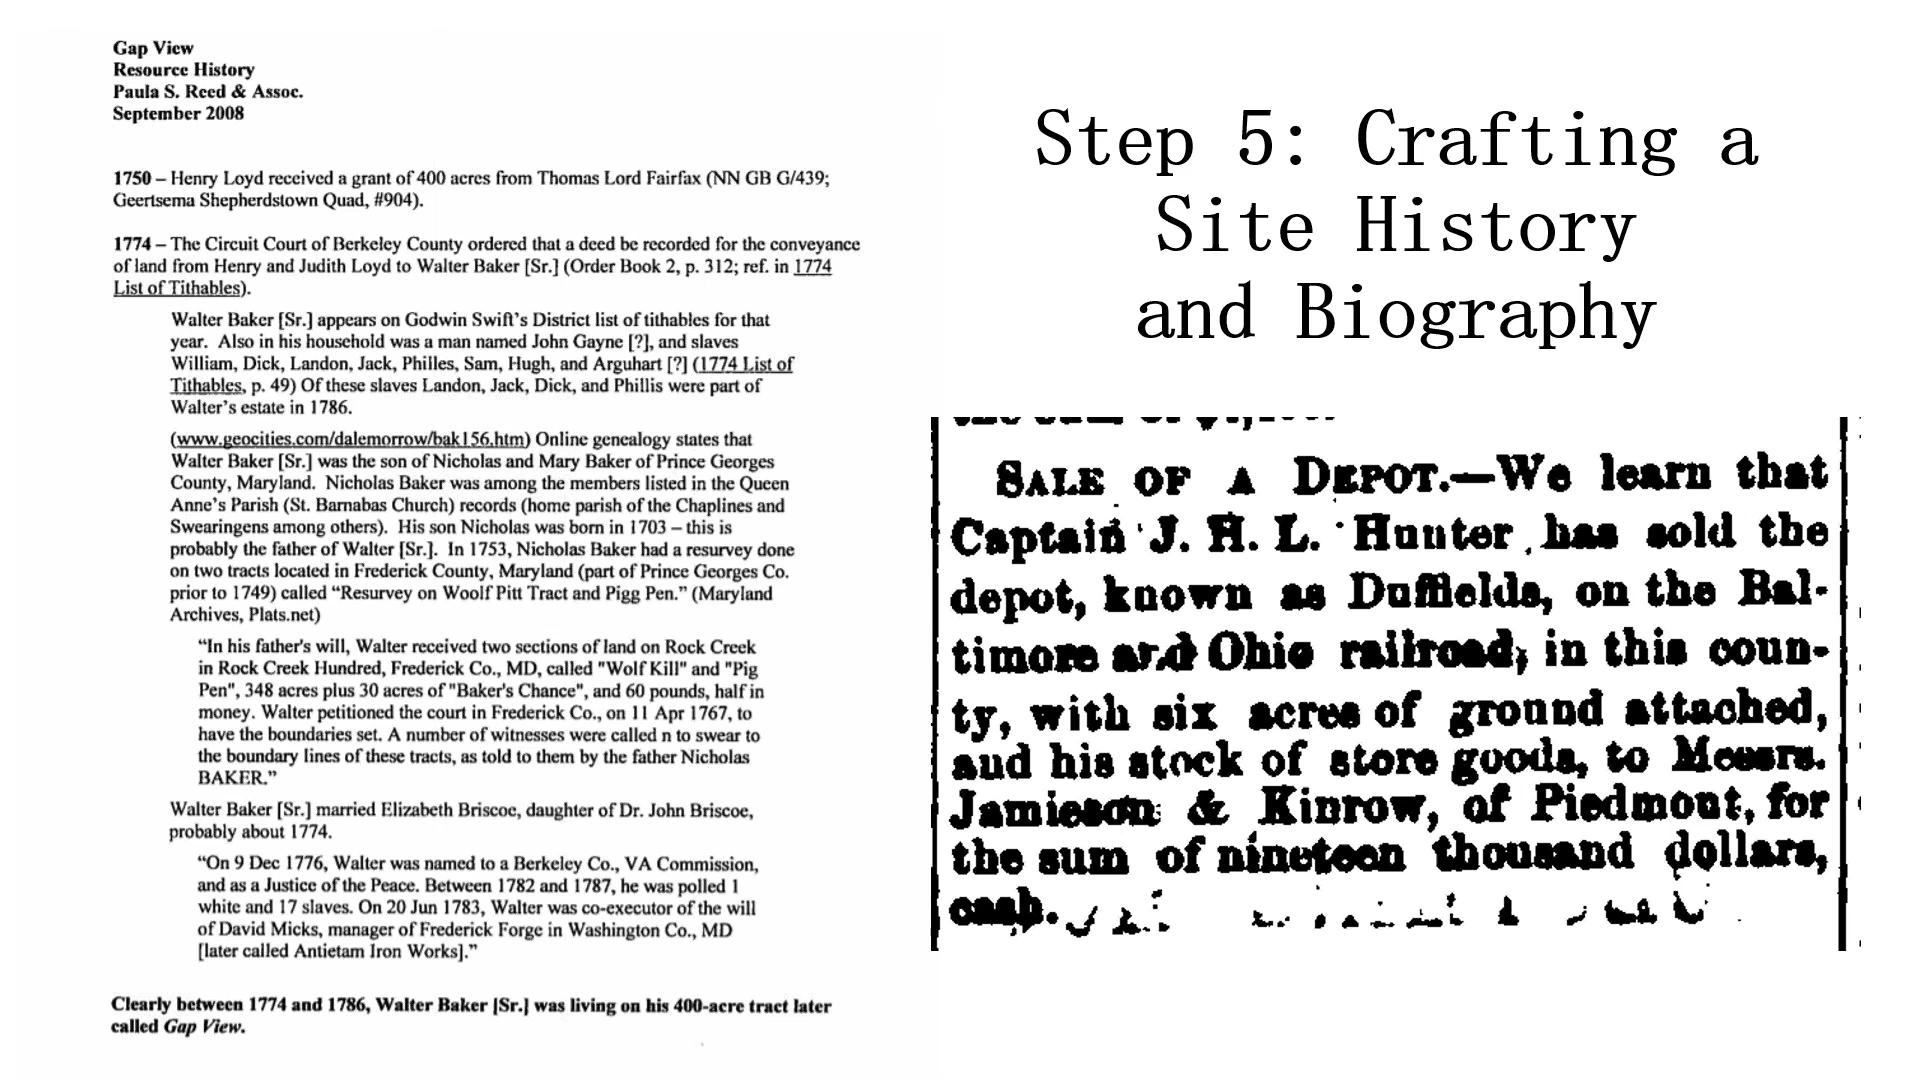 Gap View
Resource History
Paula S. Reed & Assoc.
September 2008
1750 – Henry Loyd received a grant of 400 acres from Thomas Lord Fairfax (NN GB G/439;
Geertsema Shepherdstown Quad, #904).
1774 – The Circuit Court of Berkeley County ordered that a deed be recorded for the conveyance
of land from Henry and Judith Loyd to Walter Baker [Sr.] (Order Book 2, p. 312; ref. in 1774
List of Tithables).
Walter Baker [Sr.] appears on Godwin Swift's District list of tithables for that
year. Also in his household was a man named John Gayne [?], and slaves
William, Dick, Landon, Jack, Philles, Sam, Hugh, and Arguhart [?] (1774 List of
Tithables, p. 49) Of these slaves Landon, Jack, Dick, and Phillis were part of
Walter's estate in 1786.
(www.geocities.com/dalemorrow/bak156.htm) Online genealogy states that
Walter Baker [Sr.] was the son of Nicholas and Mary Baker of Prince Georges
County, Maryland. Nicholas Baker was among the members listed in the Queen
Anne's Parish (St. Barnabas Church) records (home parish of the Chaplines and
Swearingens among others). His son Nicholas was born in 1703 – this is
probably the father of Walter [Sr.]. In 1753, Nicholas Baker had a resurvey done
on two tracts located in Frederick County, Maryland (part of Prince Georges Co.
prior to 1749) called “Resurvey on Woolf Pitt Tract and Pigg Pen.” (Maryland
Archives, Plats.net)
“In his father's will, Walter received two sections of land on Rock Creek
in Rock Creek Hundred, Frederick Co., MD, called "Wolf Kill" and "Pig
Pen", 348 acres plus 30 acres of "Baker's Chance", and 60 pounds, half in
money. Walter petitioned the court in Frederick Co., on 11 Apr 1767, to
have the boundaries set. A number of witnesses were called n to swear to
the boundary lines of these tracts, as told to them by the father Nicholas
BAKER.”
Walter Baker [Sr.] married Elizabeth Briscoe, daughter of Dr. John Briscoe,
probably about 1774.
“On 9 Dec 1776, Walter was named to a Berkeley Co., VA Commission,
and as a Justice of the Peace. Between 1782 and 1787, he was polled 1
white and 17 slaves. On 20 Jun 1783, Walter was co-executor of the will
of David Micks, manager of Frederick Forge in Washington Co., MD
[later called Antietam Iron Works].”
Clearly between 1774 and 1786, Walter Baker [Sr.] was living on his 400-acre tract later
called Gap View.
Step 5: Crafting a
Site History
and Biography
SALE OF A DEPOT.—We learn that
Captain J. H. L. Hunter has sold the
depot, known as Duffields, on the Bal-
timore and Ohio railroad, in this coun-
ty, with six acres of ground attached,
and his stock of store goods, to Messrs.
Jamieson & Kinrow, of Piedmont, for
the sum of nineteen thousand dollars,
cash.